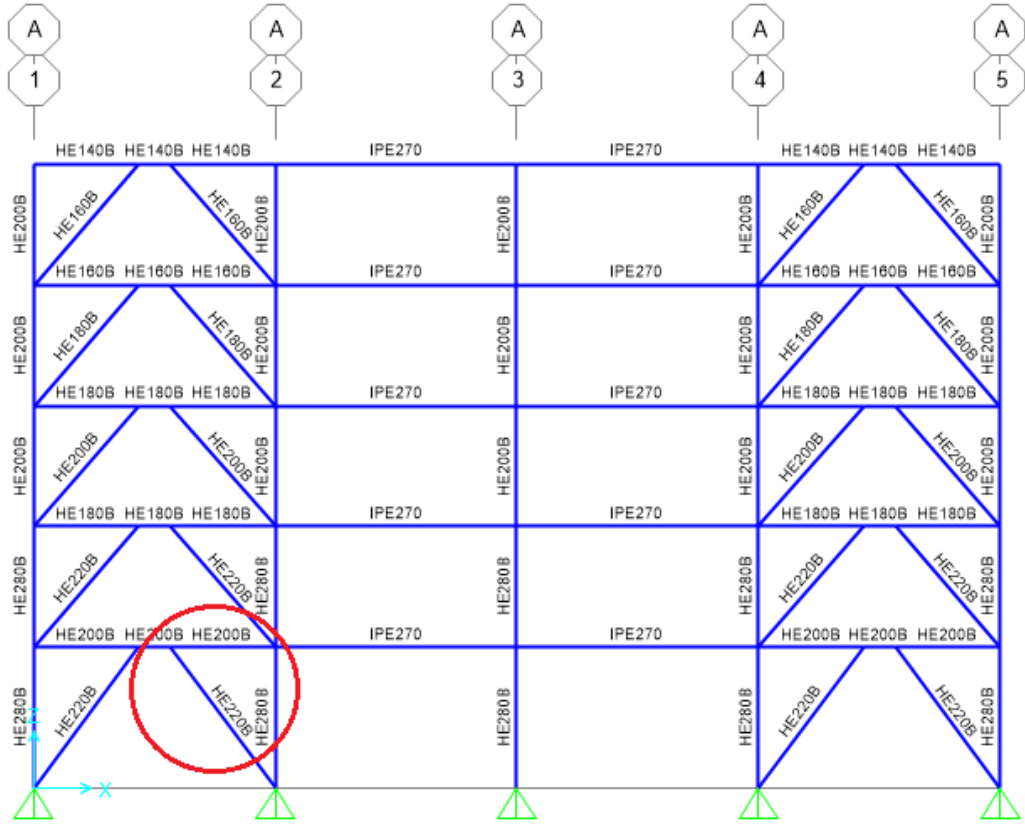 A A A A A
1 2 3 4 5
HE140B HE140B HE140B IPE270 IPE270 HE140B HE140B HE140B
HE200B HE160B HE160B HE200B HE200B HE200B HE160B HE160B HE200B
HE160B HE160B HE160B IPE270 IPE270 HE160B HE160B HE160B
HE200B HE180B HE180B HE200B HE200B HE200B HE180B HE180B HE200B
HE180B HE180B HE180B IPE270 IPE270 HE180B HE180B HE180B
HE200B HE200B HE200B HE200B HE200B HE200B HE200B HE200B HE200B
HE180B HE180B HE180B IPE270 IPE270 HE180B HE180B HE180B
HE280B HE220B HE220B HE280B HE280B HE280B HE220B HE220B HE280B
HE200B HE200B HE200B IPE270 IPE270 HE200B HE200B HE200B
HE280B HE220B HE220B HE280B HE280B HE280B HE220B HE220B HE280B
Z
X